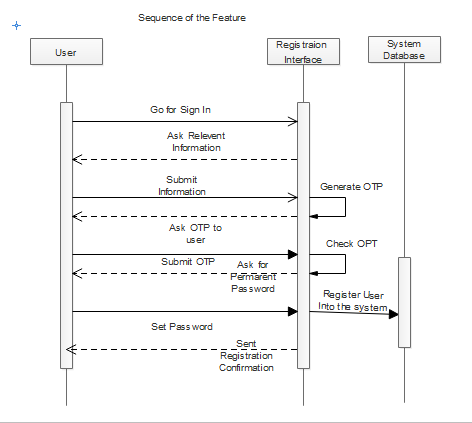 Sequence of the Feature
User
Registraion
Interface
System
Database
Go for Sign In
Ask Relevent
Information
Submit
Information
Generate OTP
Ask OTP to
user
Check OPT
Submit OTP
Ask for
Permarent
Password
Register User
Into the system
Set Password
Sent
Registration
Confirmation